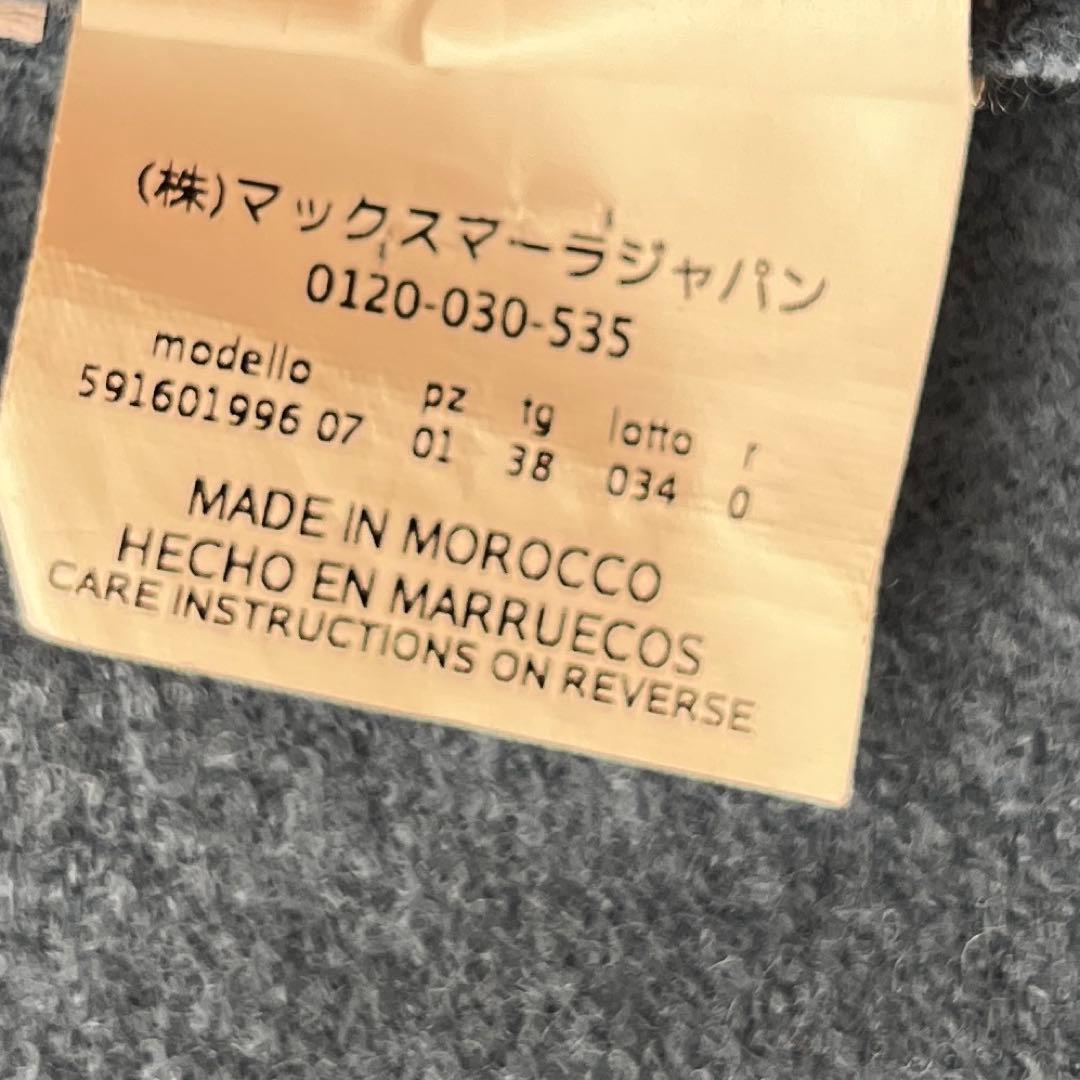 (株)マックスマーラジャパン
0120-030-535
modello pz tg lotto r
591601996 07 01 38 034 0
MADE IN MOROCCO
HECHO EN MARRUECOS
CARE INSTRUCTIONS ON REVERSE